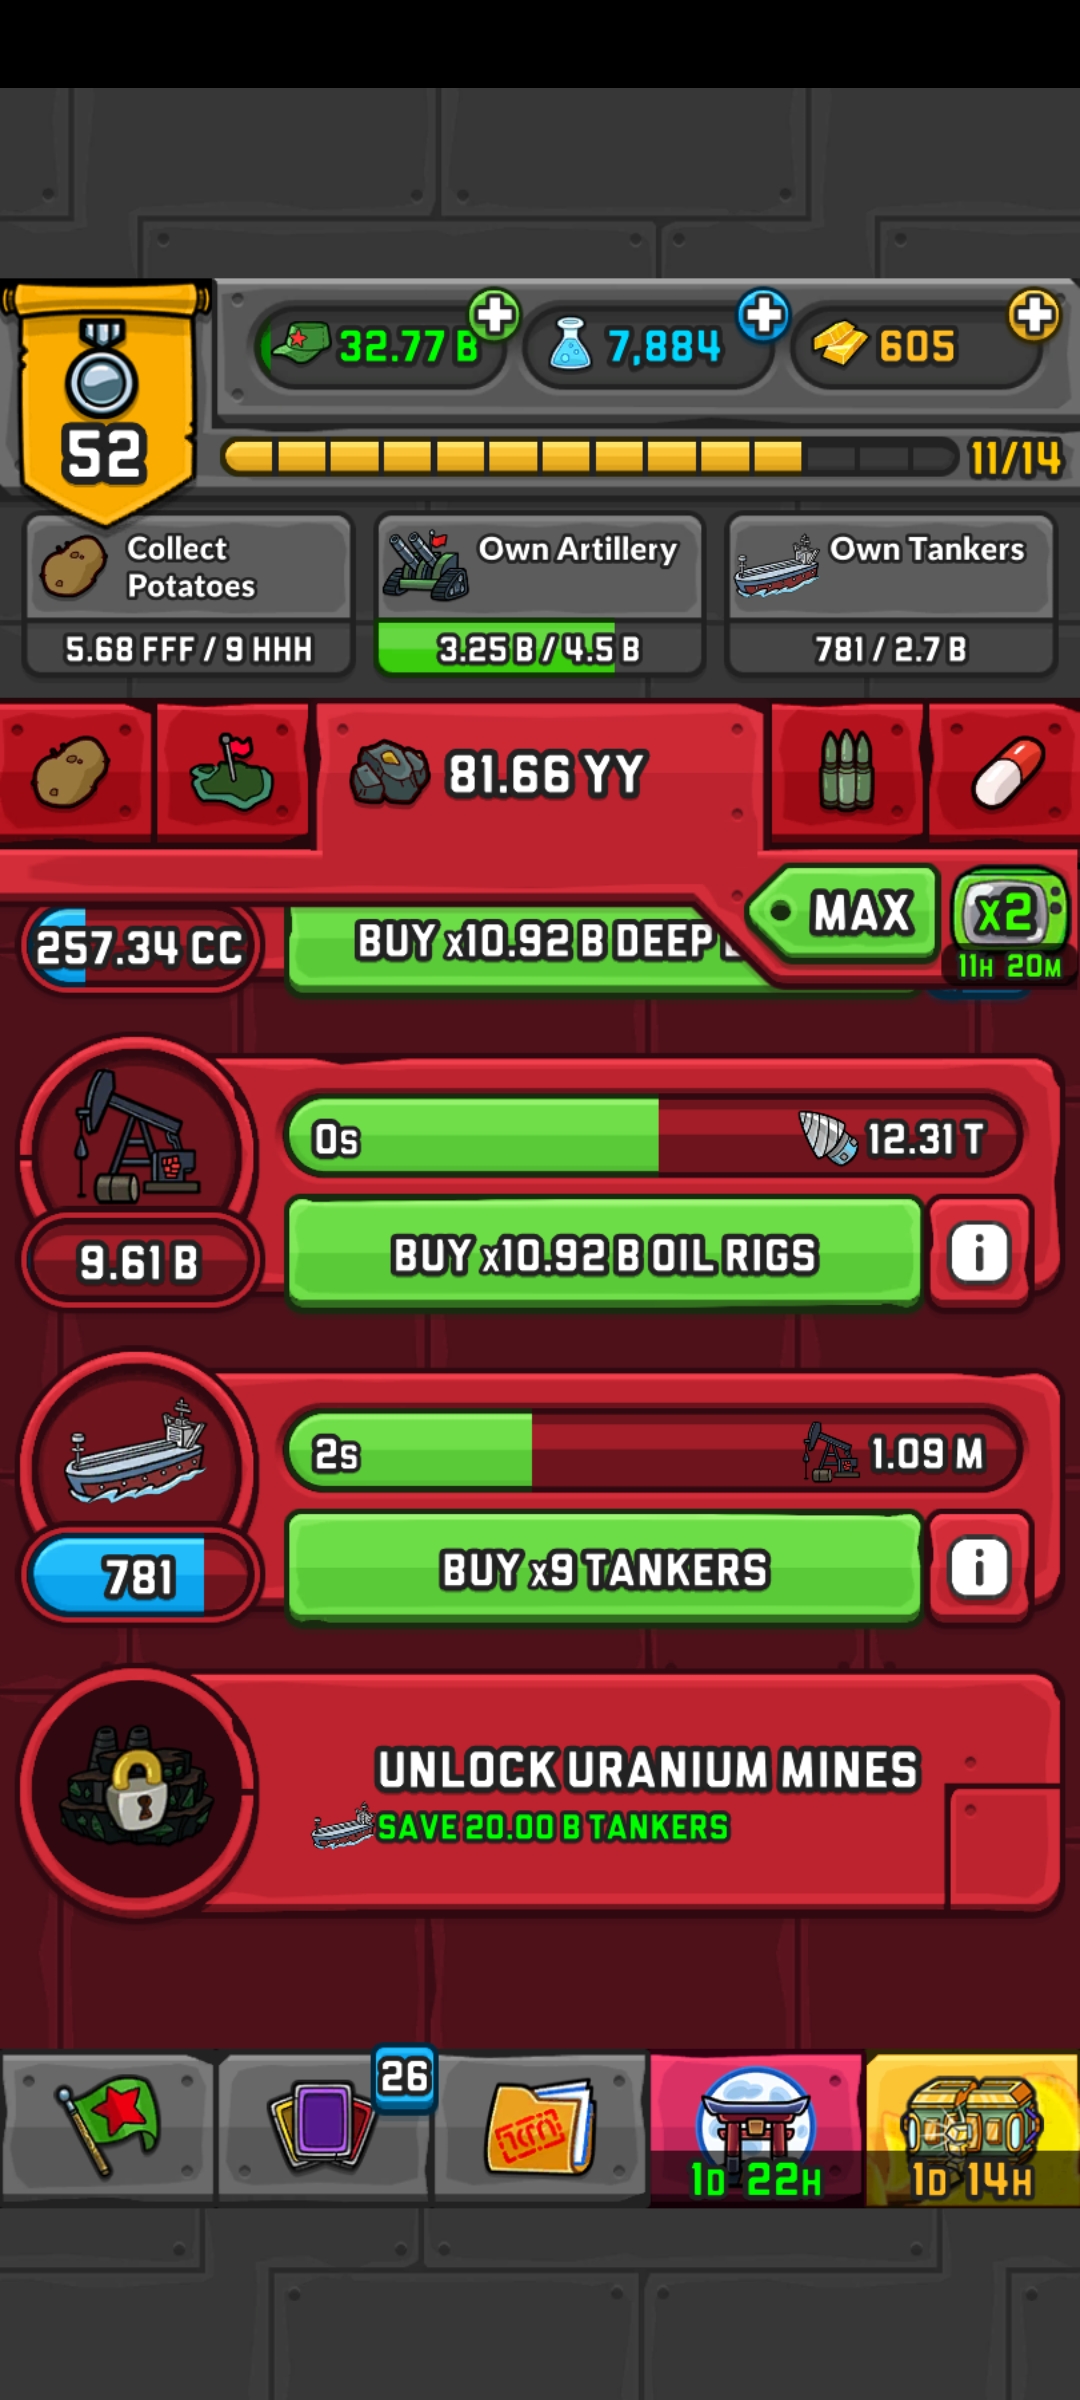 32.77 B
7,884
605
52
11/14
Collect
Potatoes
5.68 FFF / 9 HHH
Own Artillery
3.25 B / 4.5 B
Own Tankers
781 / 2.7 B
81.66 YY
MAX
x2
11H 20M
257.34 CC
BUY x10.92 B DEEP
0s
12.31 T
9.61 B
BUY x10.92 B OIL RIGS
i
2s
1.09 M
781
BUY x9 TANKERS
i
UNLOCK URANIUM MINES
SAVE 20.00 B TANKERS
26
1D 22H
1D 14H